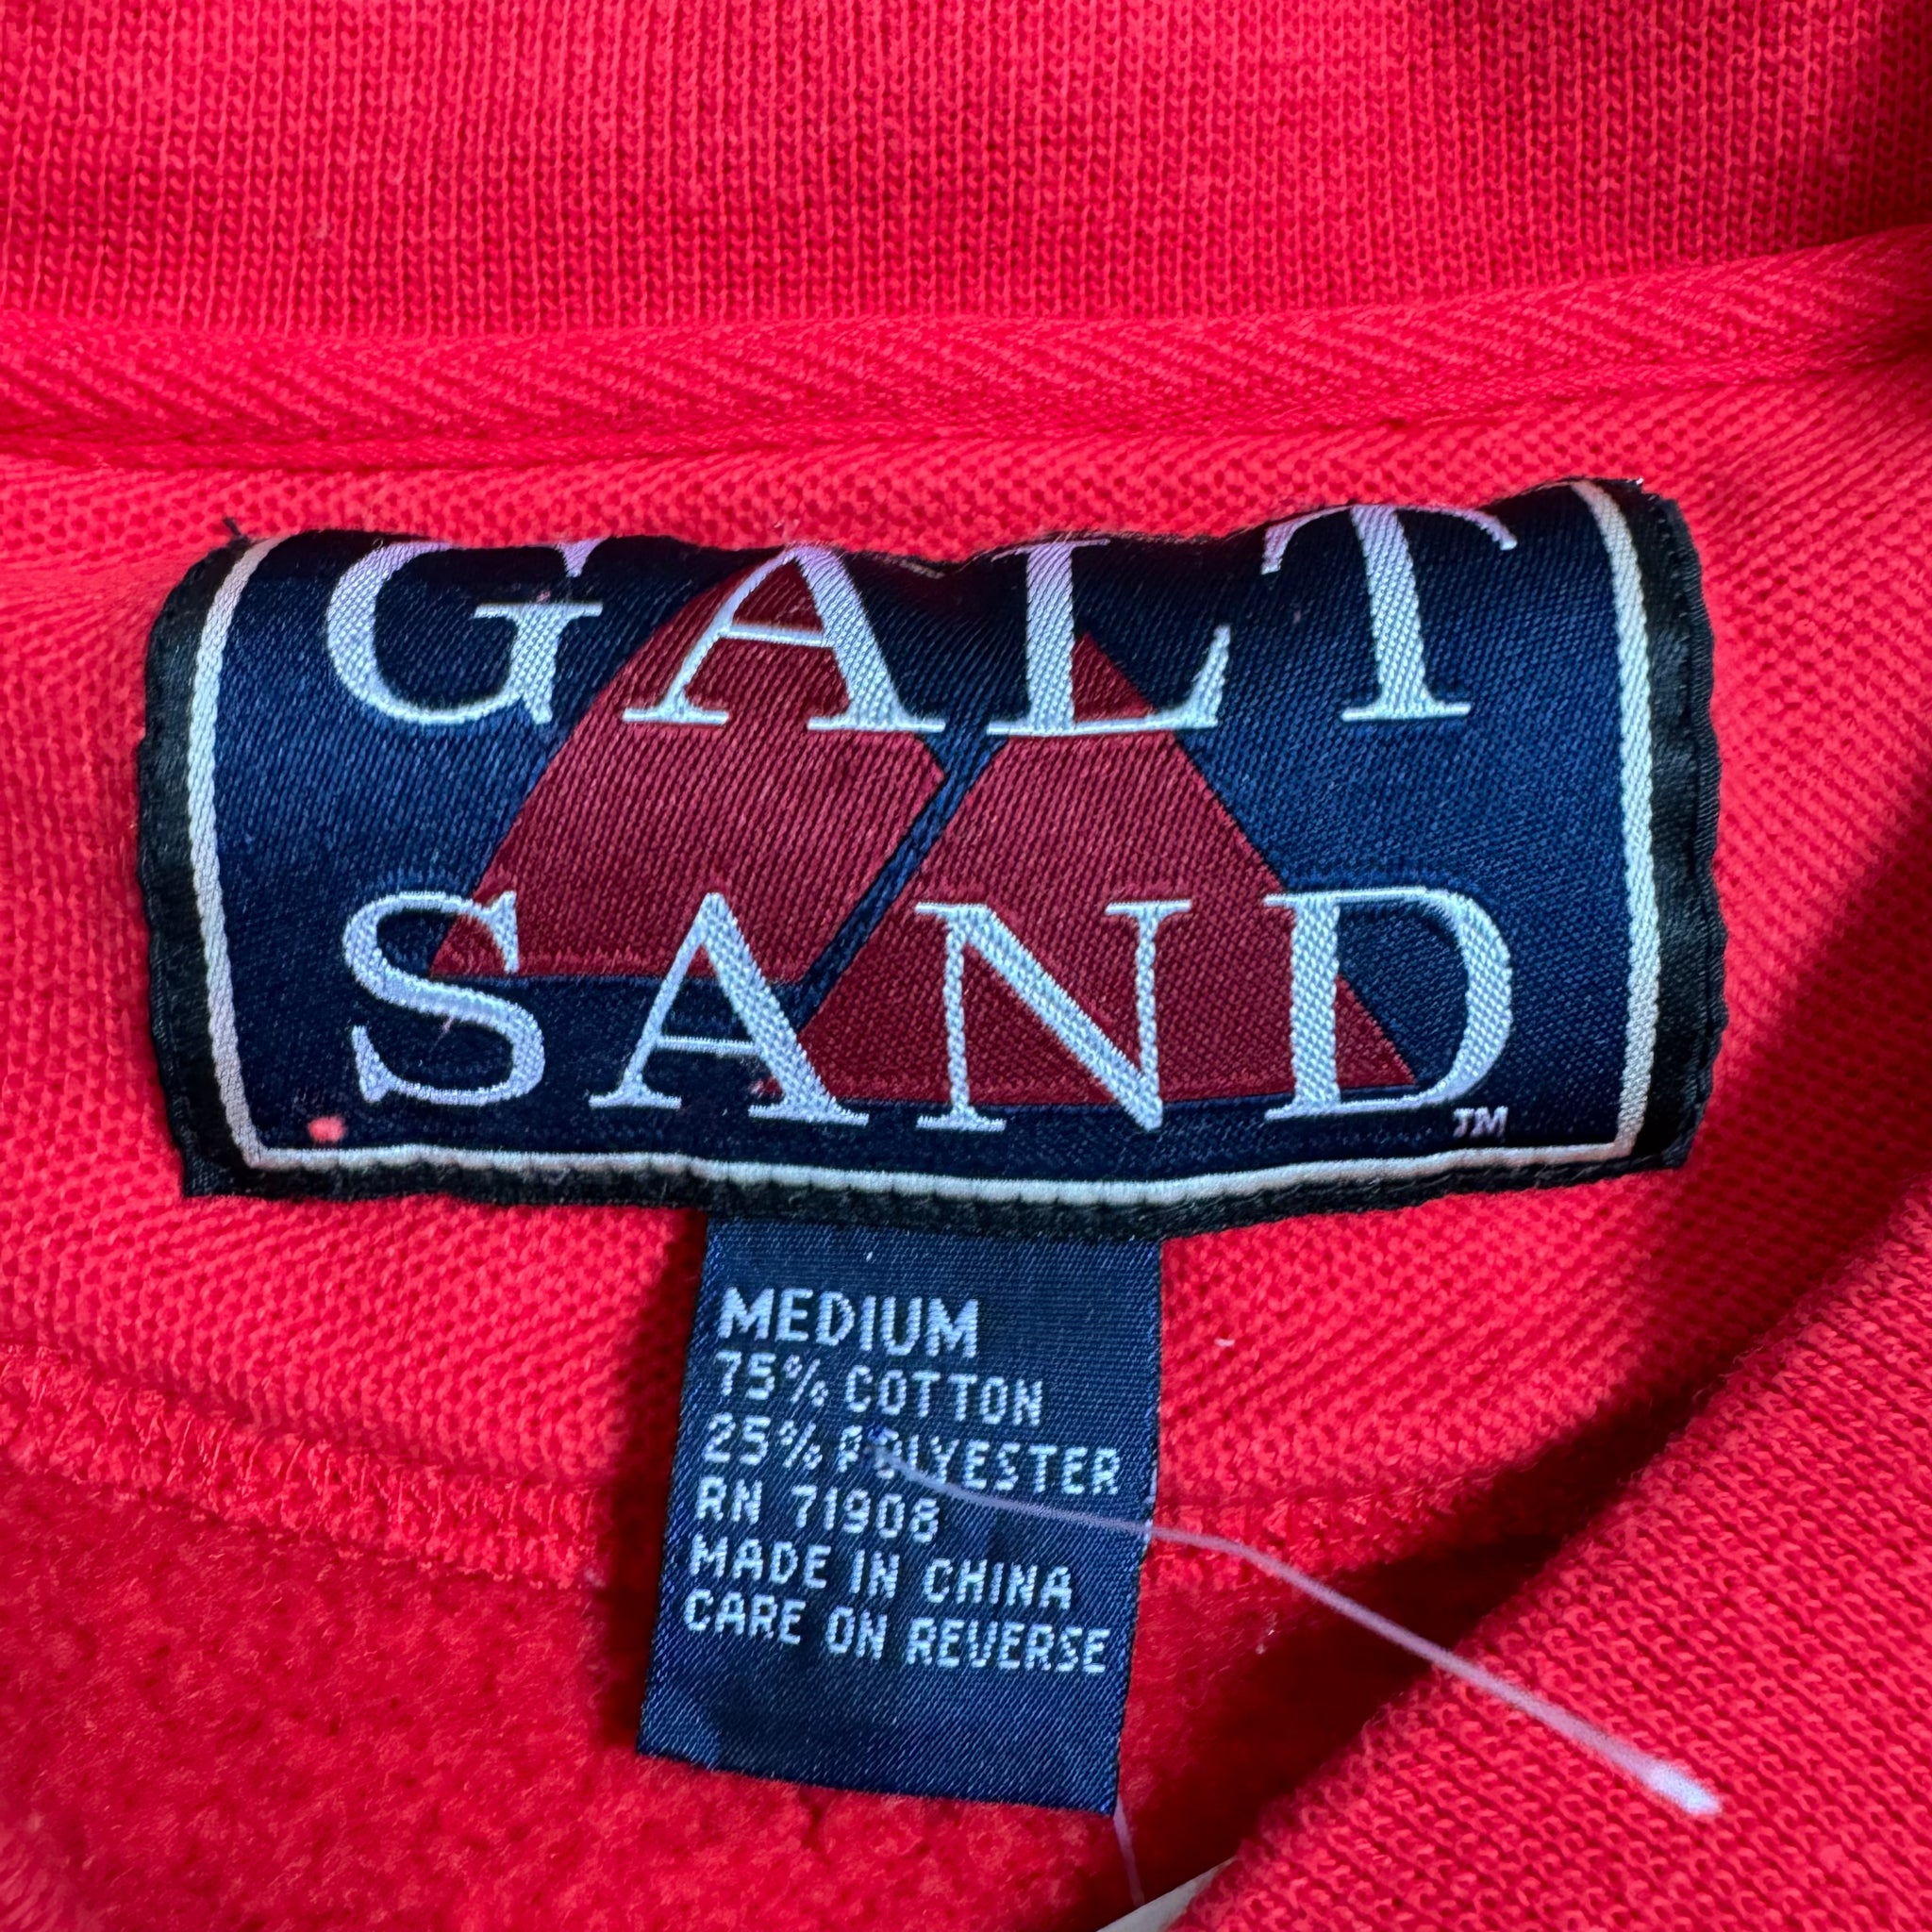 GALT
SAND
TM
MEDIUM
75% COTTON
25% POLYESTER
RN 71908
MADE IN CHINA
CARE ON REVERSE